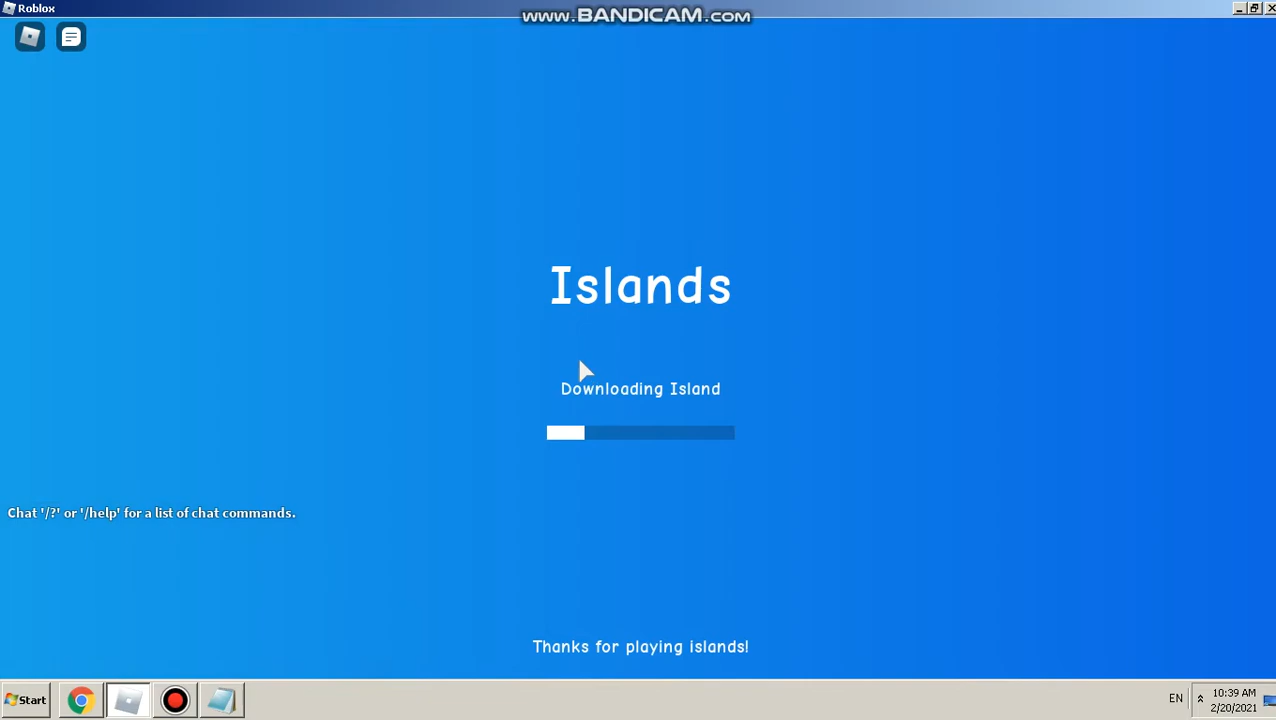 Roblox
www.BANDICAM.com
Islands
Downloading Island
Chat '/?' or '/help' for a list of chat commands.
Thanks for playing islands!
Start
EN
10:39 AM
2/20/2021